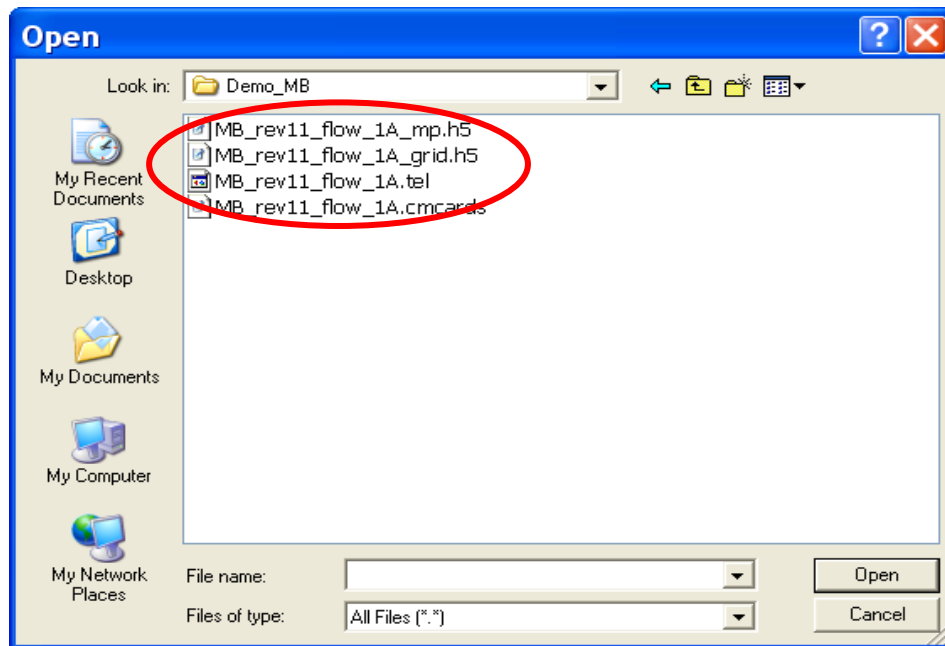 Open
Look in: Demo_MB
MB_rev11_flow_1A_mp.h5
MB_rev11_flow_1A_grid.h5
MB_rev11_flow_1A.tel
MB_rev11_flow_1A.cmcards
My Recent
Documents
Desktop
My Documents
My Computer
My Network
Places
File name:
Open
Files of type: All Files (*.*)
Cancel